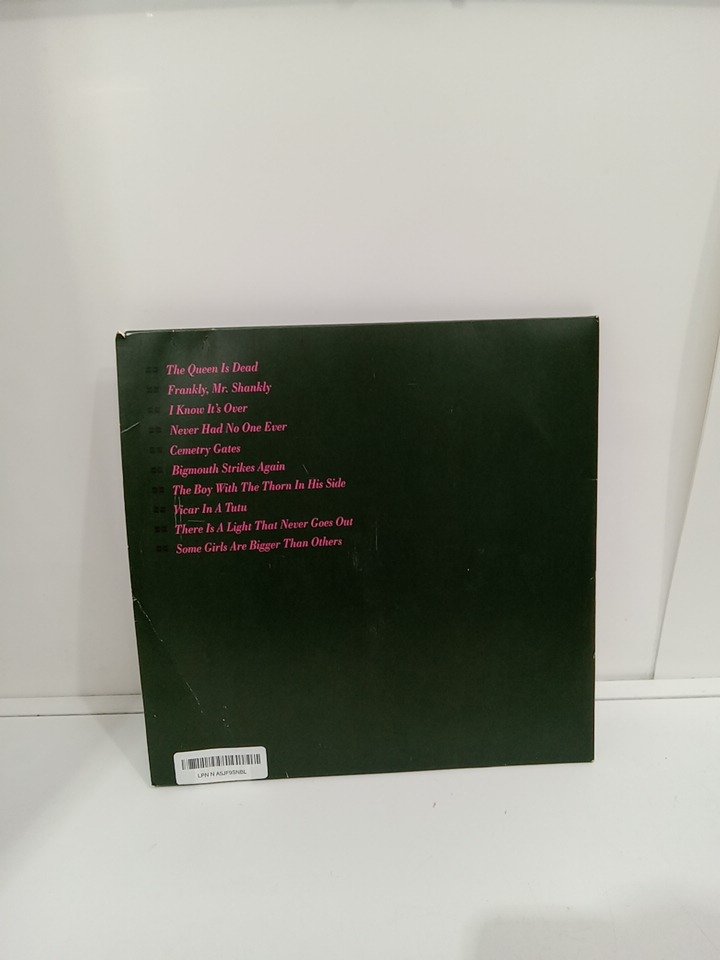 The Queen Is Dead
Frankly, Mr. Shankly
I Know It's Over
Never Had No One Ever
Cemetry Gates
Bigmouth Strikes Again
The Boy With The Thorn In His Side
Vicar In A Tutu
There Is A Light That Never Goes Out
Some Girls Are Bigger Than Others
LPN N